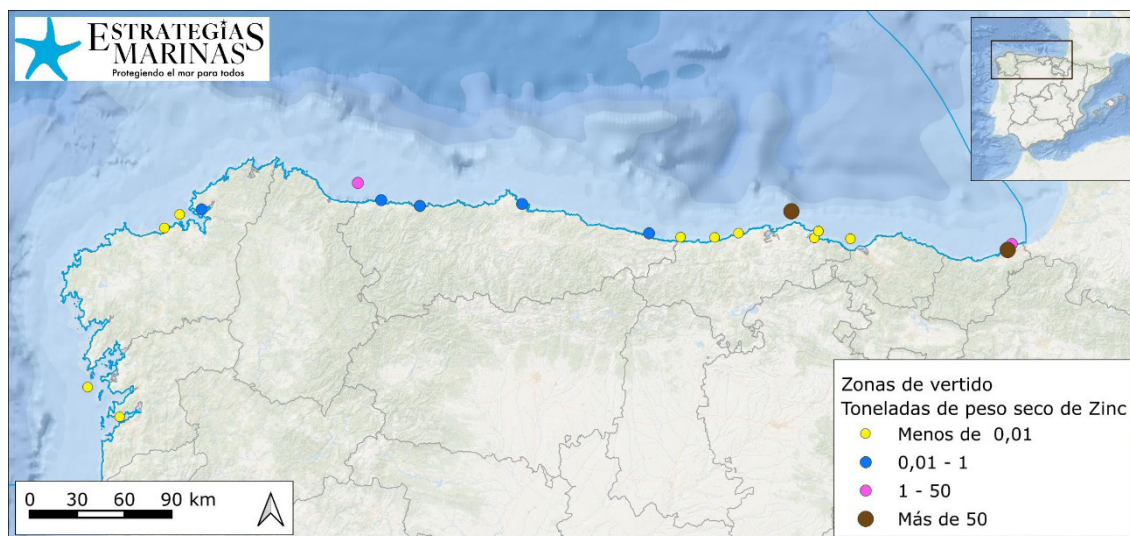 ESTRATEGIAS
MARINAS
Protegiendo el mar para todos
Zonas de vertido
Toneladas de peso seco de Zinc
Menos de 0,01
0,01 - 1
1 - 50
Más de 50
0 30 60 90 km